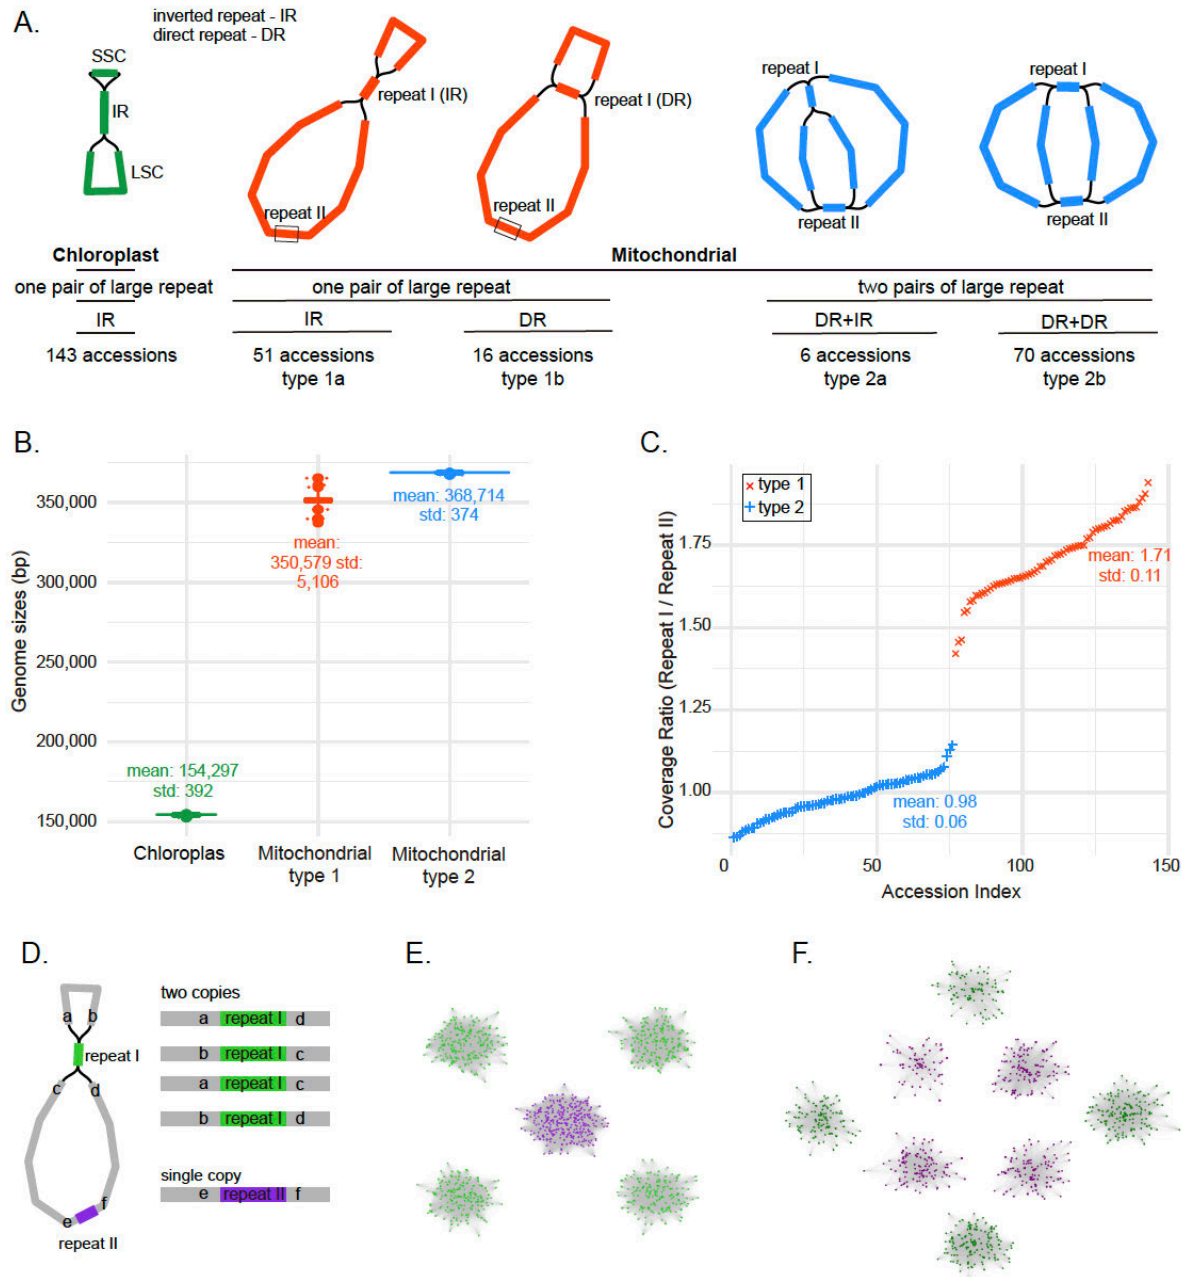 A.
inverted repeat - IR
direct repeat - DR
SSC
IR
LSC
repeat I (IR)
repeat II
repeat I (DR)
repeat II
repeat I
repeat II
repeat I
repeat II
Chloroplast
Mitochondrial
one pair of large repeat
one pair of large repeat
two pairs of large repeat
IR
IR
DR
DR+IR
DR+DR
143 accessions
51 accessions
type 1a
16 accessions
type 1b
6 accessions
type 2a
70 accessions
type 2b
B.
Genome sizes (bp)
350,000
300,000
250,000
200,000
150,000
mean: 154,297
std: 392
mean:
350,579 std:
5,106
mean: 368,714
std: 374
Chloroplas
Mitochondrial
type 1
Mitochondrial
type 2
C.
Coverage Ratio (Repeat I / Repeat II)
type 1
type 2
1.75
1.50
1.25
1.00
mean: 1.71
std: 0.11
mean: 0.98
std: 0.06
0
50
100
150
Accession Index
D.
a
b
repeat I
c
d
e
f
repeat II
two copies
a repeat I d
b repeat I c
a repeat I c
b repeat I d
single copy
e repeat II f
E.
F.